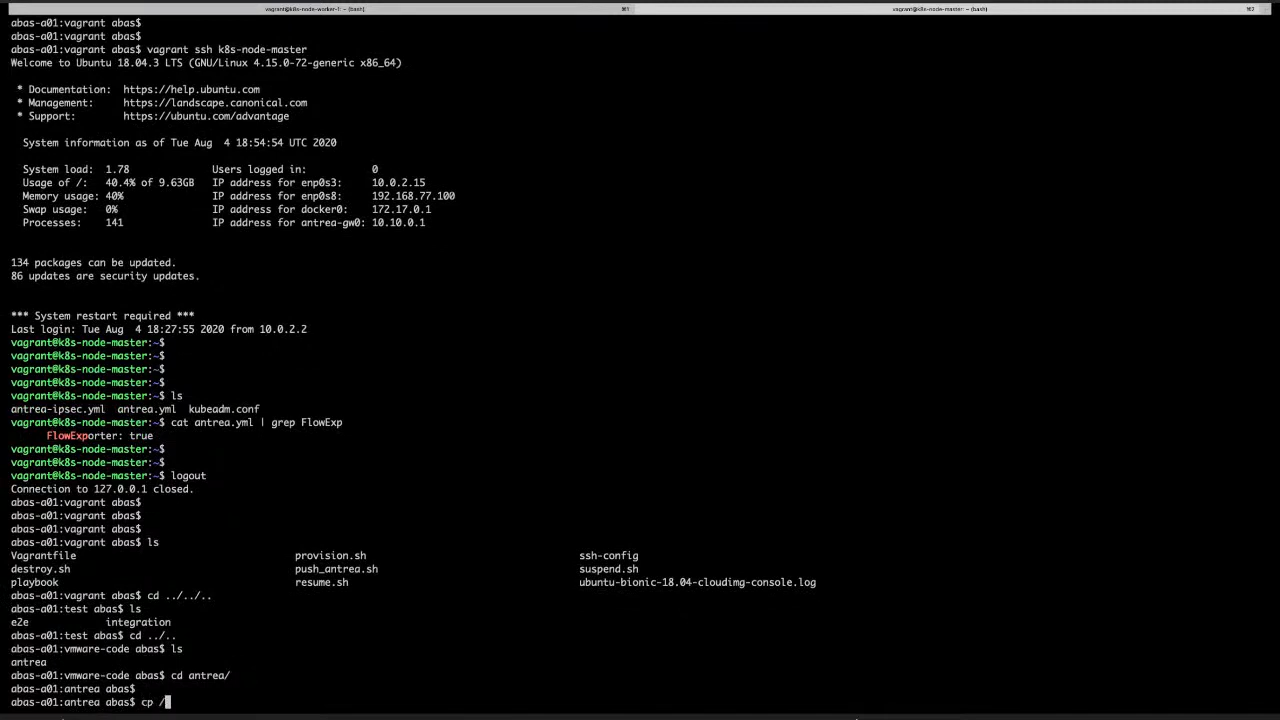 vagrant@k8s-node-worker-1: ~ (bash) ⌘1 vagrant@k8s-node-master: ~ (bash) ⌘2
abas-a01:vagrant abas$
abas-a01:vagrant abas$
abas-a01:vagrant abas$ vagrant ssh k8s-node-master
Welcome to Ubuntu 18.04.3 LTS (GNU/Linux 4.15.0-72-generic x86_64)
* Documentation: https://help.ubuntu.com
* Management: https://landscape.canonical.com
* Support: https://ubuntu.com/advantage
System information as of Tue Aug 4 18:54:54 UTC 2020
System load: 1.78 Users logged in: 0
Usage of /: 40.4% of 9.63GB IP address for enp0s3: 10.0.2.15
Memory usage: 40% IP address for enp0s8: 192.168.77.100
Swap usage: 0% IP address for docker0: 172.17.0.1
Processes: 141 IP address for antrea-gw0: 10.10.0.1
134 packages can be updated.
86 updates are security updates.
*** System restart required ***
Last login: Tue Aug 4 18:27:55 2020 from 10.0.2.2
vagrant@k8s-node-master:~$
vagrant@k8s-node-master:~$
vagrant@k8s-node-master:~$
vagrant@k8s-node-master:~$
vagrant@k8s-node-master:~$ ls
antrea-ipsec.yml antrea.yml kubeadm.conf
vagrant@k8s-node-master:~$ cat antrea.yml | grep FlowExp
FlowExporter: true
vagrant@k8s-node-master:~$
vagrant@k8s-node-master:~$
vagrant@k8s-node-master:~$ logout
Connection to 127.0.0.1 closed.
abas-a01:vagrant abas$
abas-a01:vagrant abas$
abas-a01:vagrant abas$
abas-a01:vagrant abas$ ls
Vagrantfile provision.sh ssh-config
destroy.sh push_antrea.sh suspend.sh
playbook resume.sh ubuntu-bionic-18.04-cloudimg-console.log
abas-a01:vagrant abas$ cd ../../..
abas-a01:test abas$ ls
e2e integration
abas-a01:test abas$ cd ../..
abas-a01:vmware-code abas$ ls
antrea
abas-a01:vmware-code abas$ cd antrea/
abas-a01:antrea abas$
abas-a01:antrea abas$ cp /